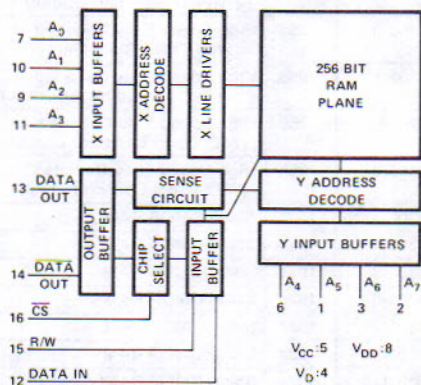 7 A0
10 A1
9 A2
11 A3
X INPUT BUFFERS
X ADDRESS
DECODE
X LINE DRIVERS
256 BIT
RAM
PLANE
13 DATA
OUT
OUTPUT
BUFFER
SENSE
CIRCUIT
Y ADDRESS
DECODE
14 DATA
OUT
CHIP
SELECT
INPUT
BUFFER
Y INPUT BUFFERS
A4 A5 A6 A7
6 1 3 2
16 CS
15 R/W
12 DATA IN
VCC:5 VDD:8
VD:4